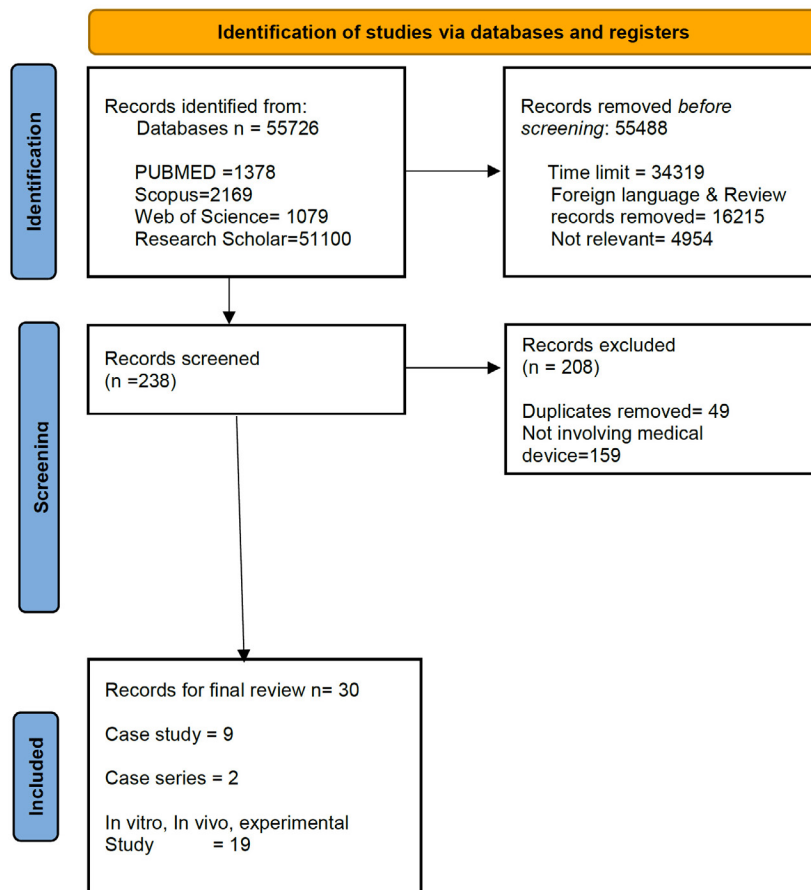 Identification of studies via databases and registers
Identification
Records identified from:
Databases n = 55726
PUBMED =1378
Scopus=2169
Web of Science= 1079
Research Scholar=51100
Records removed before
screening: 55488
Time limit = 34319
Foreign language & Review
records removed= 16215
Not relevant= 4954
Screening
Records screened
(n =238)
Records excluded
(n = 208)
Duplicates removed= 49
Not involving medical
device=159
Included
Records for final review n= 30
Case study = 9
Case series = 2
In vitro, In vivo, experimental
Study = 19